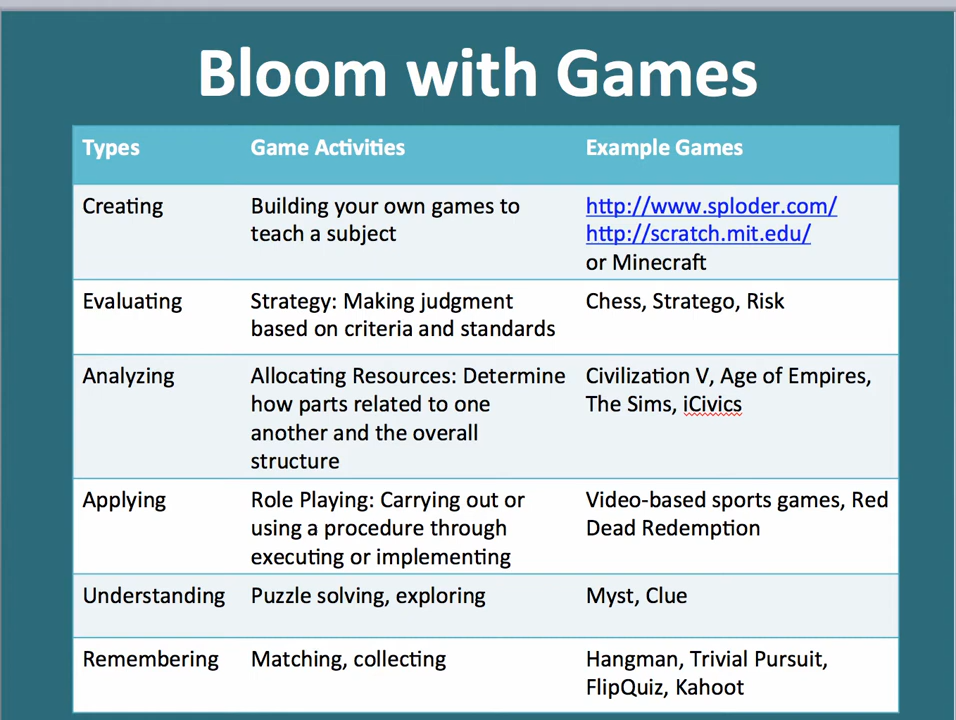 Bloom with Games
Types Game Activities Example Games
Creating
Building your own games to
teach a subject
http://www.sploder.com/
http://scratch.mit.edu/
or Minecraft
Evaluating
Strategy: Making judgment
based on criteria and standards
Chess, Stratego, Risk
Analyzing
Allocating Resources: Determine
how parts related to one
another and the overall
structure
Civilization V, Age of Empires,
The Sims, iCivics
Applying
Role Playing: Carrying out or
using a procedure through
executing or implementing
Video-based sports games, Red
Dead Redemption
Understanding
Puzzle solving, exploring
Myst, Clue
Remembering
Matching, collecting
Hangman, Trivial Pursuit,
FlipQuiz, Kahoot